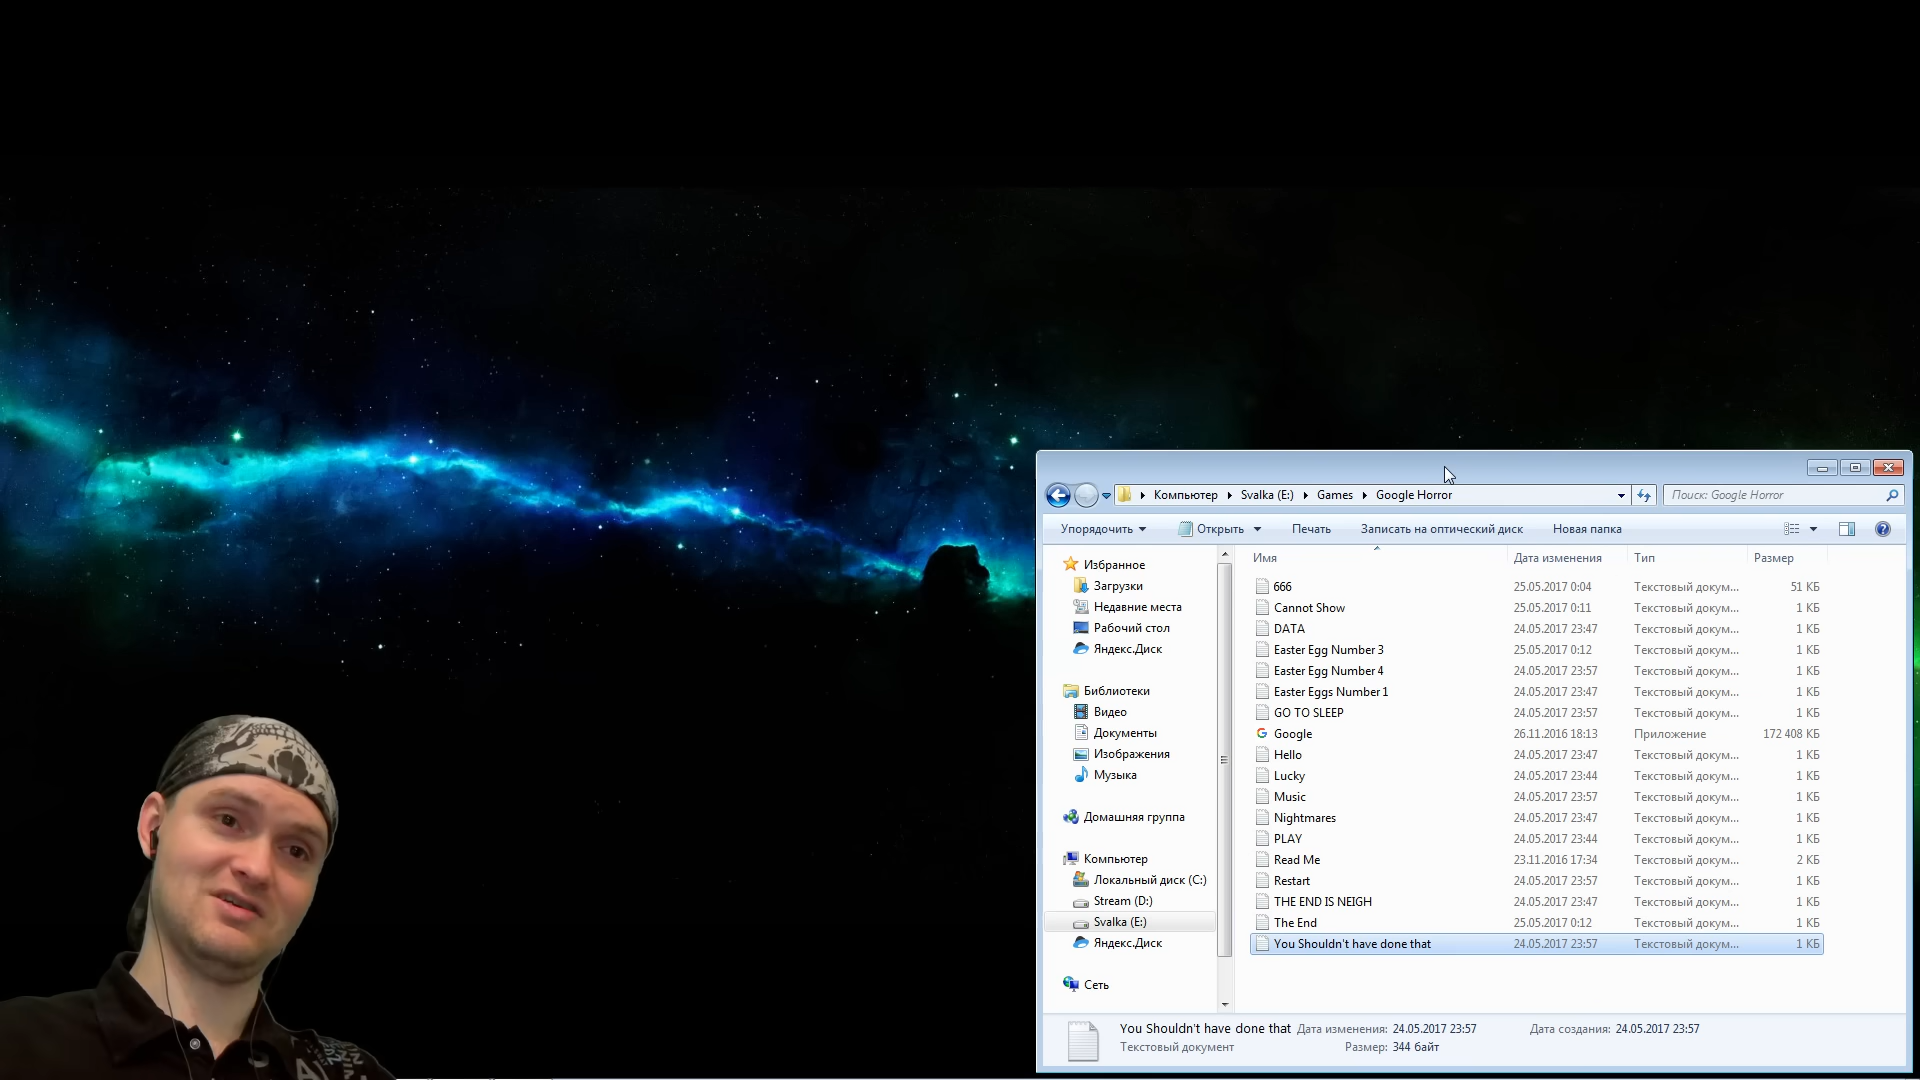 Компьютер Svalka (E:) Games Google Horror Поиск: Google Horror
Упорядочить Открыть Печать Записать на оптический диск Новая папка
Избранное
Загрузки
Недавние места
Рабочий стол
Яндекс.Диск
Библиотеки
Видео
Документы
Изображения
Музыка
Домашняя группа
Компьютер
Локальный диск (C:)
Stream (D:)
Svalka (E:)
Яндекс.Диск
Сеть
Имя Дата изменения Тип Размер
666 25.05.2017 0:04 Текстовый докум... 51 КБ
Cannot Show 25.05.2017 0:11 Текстовый докум... 1 КБ
DATA 24.05.2017 23:47 Текстовый докум... 1 КБ
Easter Egg Number 3 25.05.2017 0:12 Текстовый докум... 1 КБ
Easter Egg Number 4 24.05.2017 23:57 Текстовый докум... 1 КБ
Easter Eggs Number 1 24.05.2017 23:47 Текстовый докум... 1 КБ
GO TO SLEEP 24.05.2017 23:57 Текстовый докум... 1 КБ
Google 26.11.2016 18:13 Приложение 172 408 КБ
Hello 24.05.2017 23:47 Текстовый докум... 1 КБ
Lucky 24.05.2017 23:44 Текстовый докум... 1 КБ
Music 24.05.2017 23:57 Текстовый докум... 1 КБ
Nightmares 24.05.2017 23:47 Текстовый докум... 1 КБ
PLAY 24.05.2017 23:44 Текстовый докум... 1 КБ
Read Me 23.11.2016 17:34 Текстовый докум... 2 КБ
Restart 24.05.2017 23:57 Текстовый докум... 1 КБ
THE END IS NEIGH 24.05.2017 23:47 Текстовый докум... 1 КБ
The End 25.05.2017 0:12 Текстовый докум... 1 КБ
You Shouldn't have done that 24.05.2017 23:57 Текстовый докум... 1 КБ
You Shouldn't have done that Дата изменения: 24.05.2017 23:57 Дата создания: 24.05.2017 23:57
Текстовый документ Размер: 344 байт